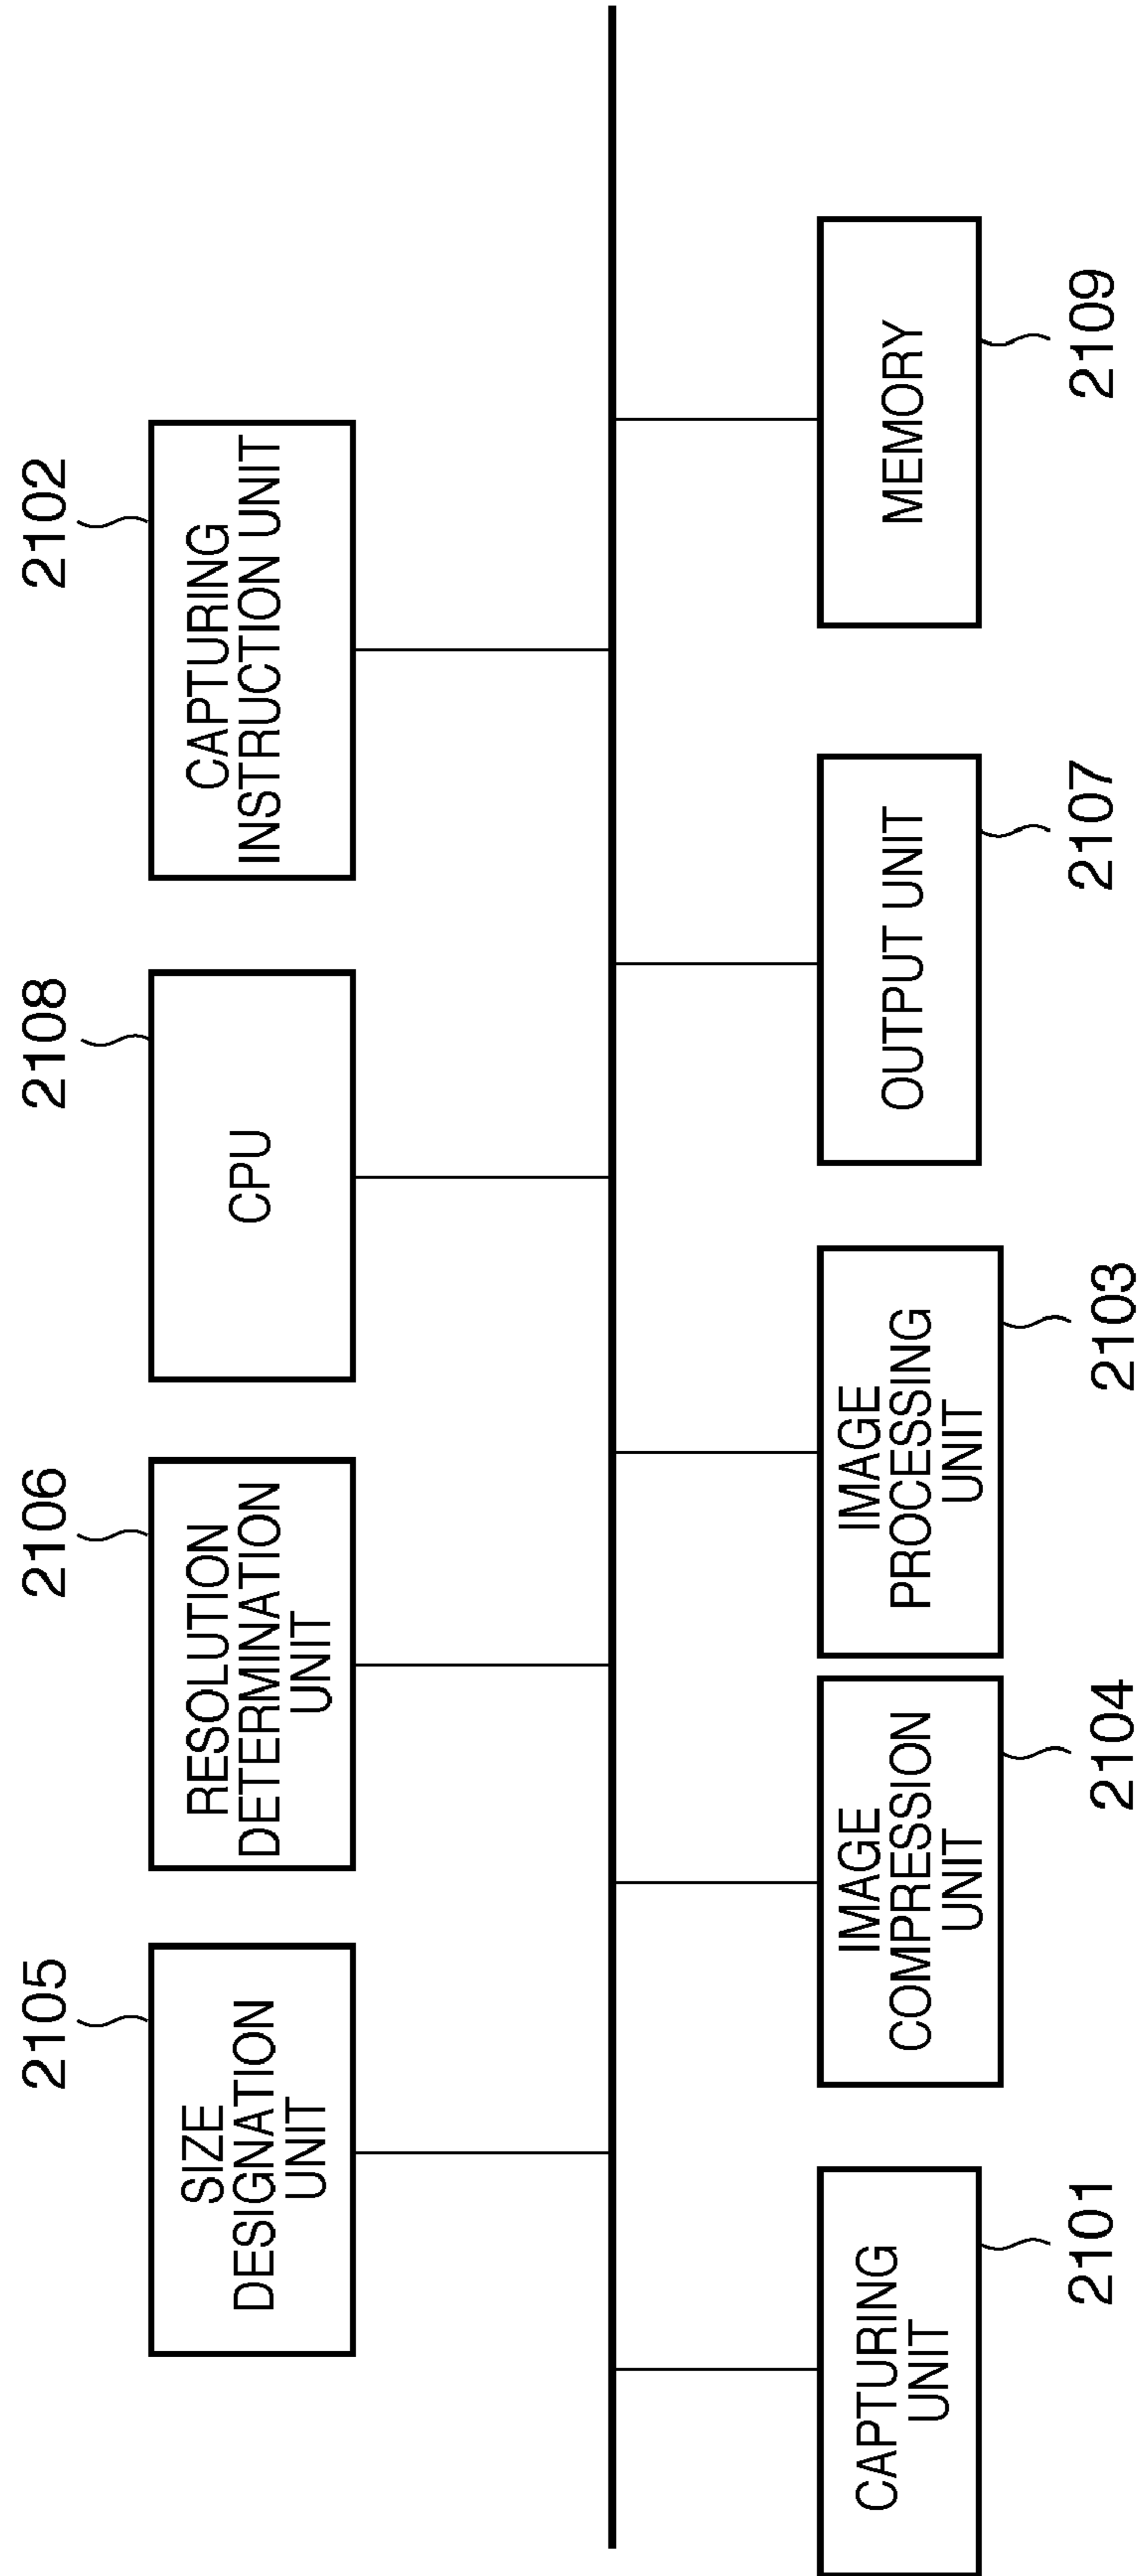 2105
SIZE
DESIGNATION
UNIT
2106
RESOLUTION
DETERMINATION
UNIT
2108
CPU
2102
CAPTURING
INSTRUCTION UNIT
CAPTURING
UNIT
2101
IMAGE
COMPRESSION
UNIT
2104
IMAGE
PROCESSING
UNIT
2103
OUTPUT UNIT
2107
MEMORY
2109